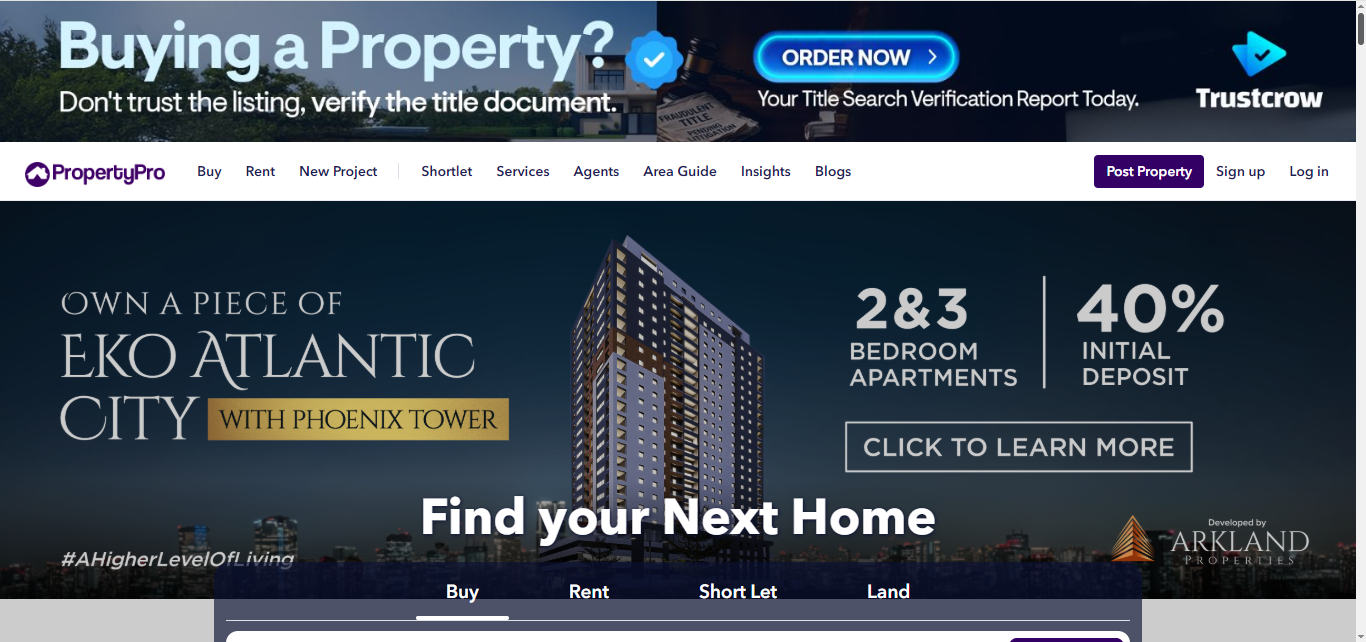 Buying a Property?
Don't trust the listing, verify the title document.
FRAUDULENT
TITLE
PENDING
LITIGATION
ORDER NOW
Your Title Search Verification Report Today.
Trustcrow
PropertyPro
Buy
Rent
New Project
Shortlet
Services
Agents
Area Guide
Insights
Blogs
Post Property
Sign up
Log in
OWN A PIECE OF
EKO ATLANTIC
CITY WITH PHOENIX TOWER
2&3
BEDROOM
APARTMENTS
40%
INITIAL
DEPOSIT
CLICK TO LEARN MORE
Find your Next Home
#AHigherLevelOfLiving
Developed by
ARKLAND
PROPERTIES
Buy
Rent
Short Let
Land